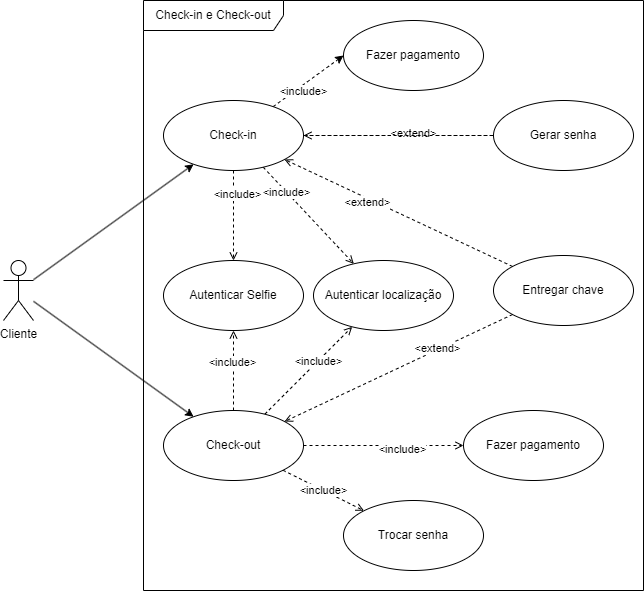 Check-in e Check-out
Fazer pagamento
<include>
Check-in
<extend>
Gerar senha
<include>
<include>
<extend>
Autenticar Selfie
Autenticar localização
Entregar chave
Cliente
<include>
<include>
<extend>
Check-out
<include>
Fazer pagamento
<include>
Trocar senha